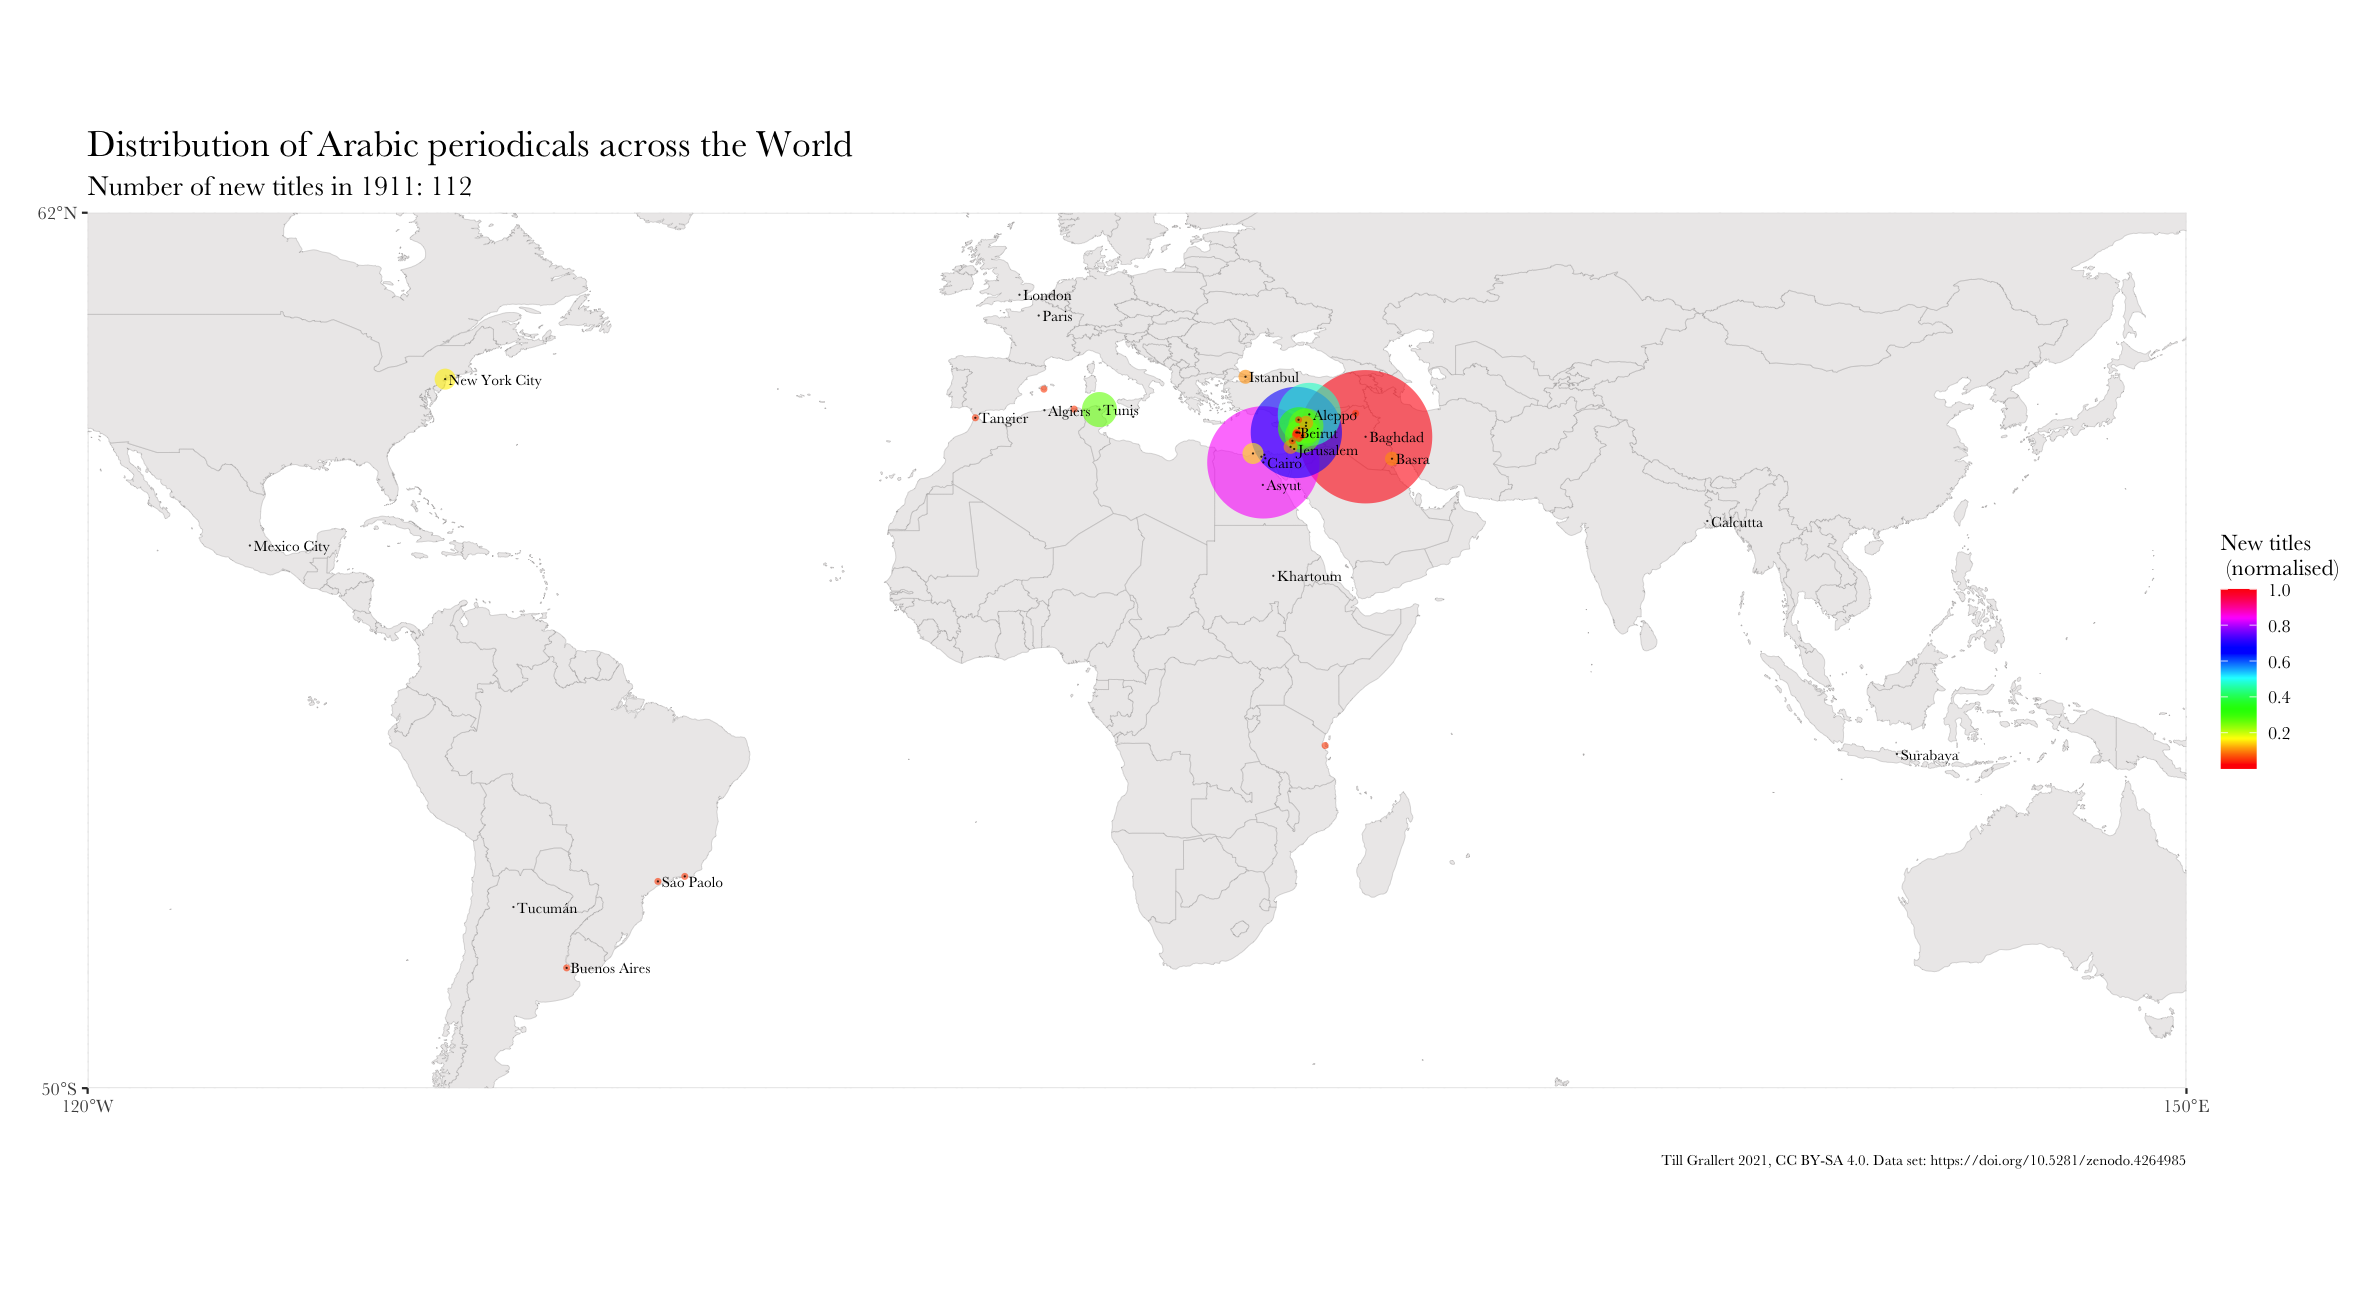 Distribution of Arabic periodicals across the World
Number of new titles in 1911: 112
62°N
London
Paris
Istanbul
New York City
Algiers
Tunis
Tangier
Aleppo
Beirut
Baghdad
Jerusalem
Basra
Cairo
Asyut
Calcutta
Mexico City
Khartoum
New titles
(normalised)
1.0
0.8
0.6
0.4
0.2
Surabaya
Sao Paolo
Tucumán
Buenos Aires
50°S
120°W
150°E
Till Grallert 2021, CC BY-SA 4.0. Data set: https://doi.org/10.5281/zenodo.4264985